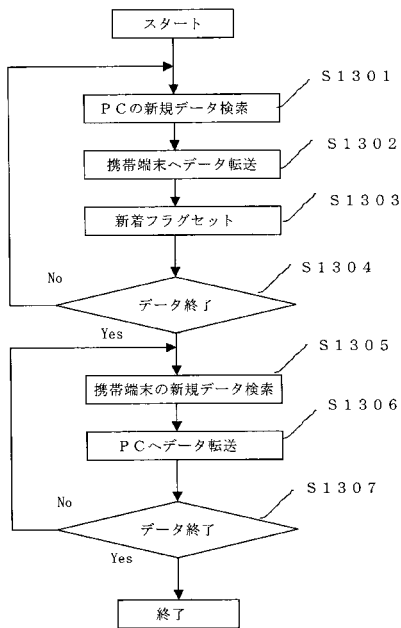 スタート
S1301
PCの新規データ検索
S1302
携帯端末へデータ転送
S1303
新着フラグセット
S1304
No
データ終了
Yes
S1305
携帯端末の新規データ検索
S1306
PCへデータ転送
S1307
No
データ終了
Yes
終了